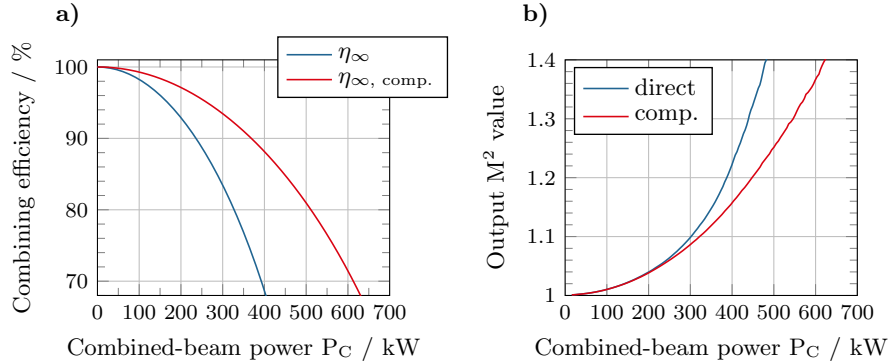 a)
Combining efficiency / %
100
90
80
70
0
100
200
300
400
500
600
700
Combined-beam power P_C / kW
η∞
η∞, comp.
b)
Output M² value
1.4
1.3
1.2
1.1
1
0
100
200
300
400
500
600
700
Combined-beam power P_C / kW
direct
comp.